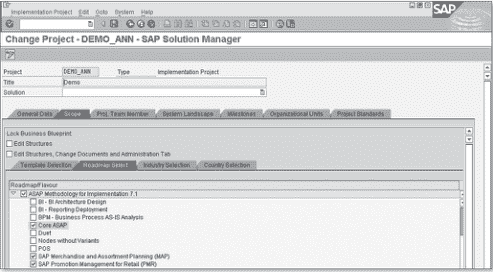 Implementation Project Edit Goto System Help
SAP
Change Project - DEMO_ANN - SAP Solution Manager
Project DEMO_ANN Type Implementation Project
Title Demo
Solution
General Data Scope Proj. Team Member System Landscape Milestones Organizational Units Project Standards
Lock Business Blueprint
Edit Structures
Edit Structures, Change Documents and Administration Tab
Template Selection Roadmap Select Industry Selection Country Selection
Roadmap/Flavour
ASAP Methodology for Implementation 7.1
BI - BI Architecture Design
BI - Reporting Deployment
BPM - Business Process AS-IS Analysis
Core ASAP
Duet
Nodes without Variants
POS
SAP Merchandise and Assortment Planning (MAP)
SAP Promotion Management for Retail (PMR)